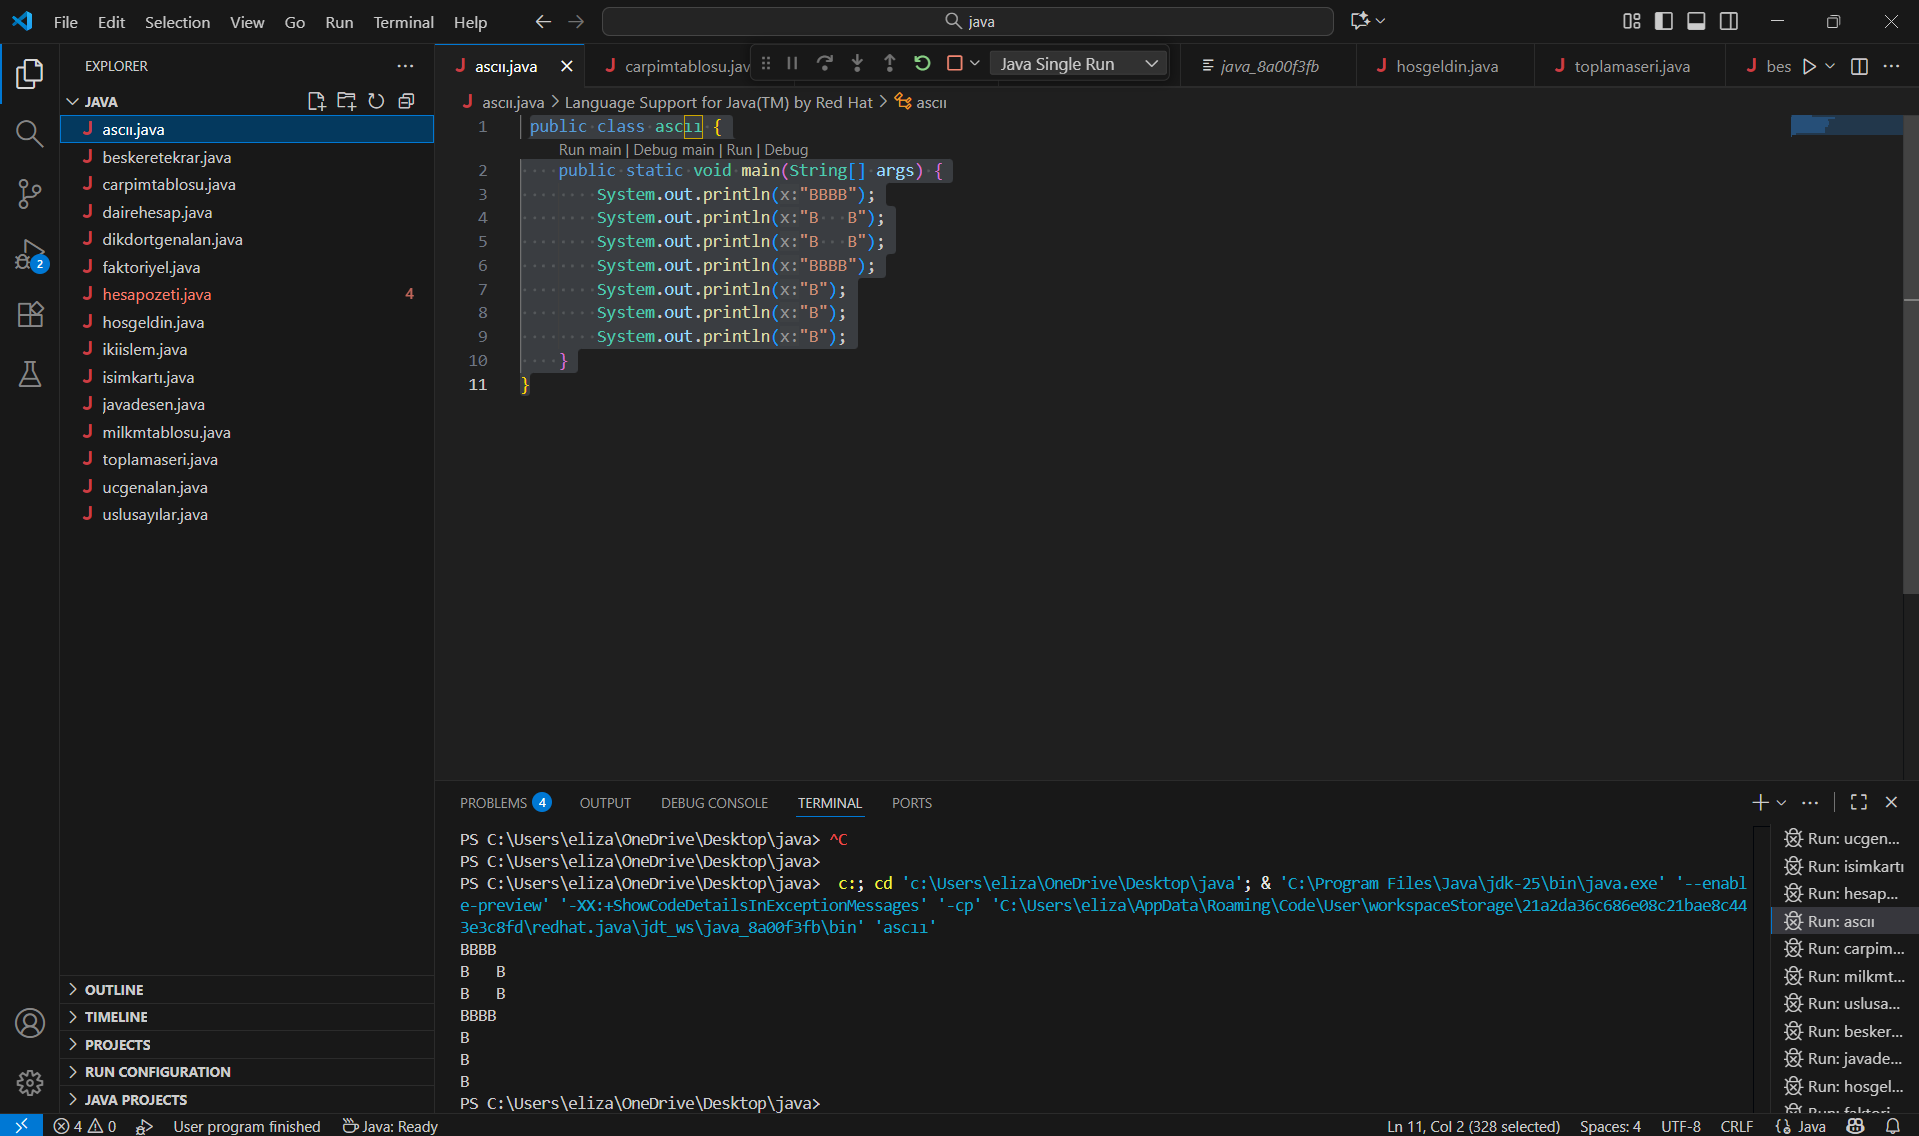 File Edit Selection View Go Run Terminal Help
java
EXPLORER
JAVA
ascıı.java
beskeretekrar.java
carpimtablosu.java
dairehesap.java
dikdortgenalan.java
faktoriyel.java
hesapozeti.java 4
hosgeldin.java
ikiislem.java
isimkartı.java
javadesen.java
milkmtablosu.java
toplamaseri.java
ucgenalan.java
uslusayılar.java
OUTLINE
TIMELINE
PROJECTS
RUN CONFIGURATION
JAVA PROJECTS
2
ascıı.java carpimtablosu.jav Java Single Run java_8a00f3fb hosgeldin.java toplamaseri.java bes
ascıı.java > Language Support for Java(TM) by Red Hat > ascıı
1 public class ascıı {
Run main | Debug main | Run | Debug
2 public static void main(String[] args) {
3 System.out.println(x:"BBBB");
4 System.out.println(x:"B   B");
5 System.out.println(x:"B   B");
6 System.out.println(x:"BBBB");
7 System.out.println(x:"B");
8 System.out.println(x:"B");
9 System.out.println(x:"B");
10 }
11 }
PROBLEMS 4 OUTPUT DEBUG CONSOLE TERMINAL PORTS
PS C:\Users\eliza\OneDrive\Desktop\java> ^C
PS C:\Users\eliza\OneDrive\Desktop\java>
PS C:\Users\eliza\OneDrive\Desktop\java>  c:; cd 'c:\Users\eliza\OneDrive\Desktop\java'; & 'C:\Program Files\Java\jdk-25\bin\java.exe' '--enabl
e-preview' '-XX:+ShowCodeDetailsInExceptionMessages' '-cp' 'C:\Users\eliza\AppData\Roaming\Code\User\workspaceStorage\21a2da36c686e08c21bae8c44
3e3c8fd\redhat.java\jdt_ws\java_8a00f3fb\bin' 'ascıı'
BBBB
B   B
B   B
BBBB
B
B
B
PS C:\Users\eliza\OneDrive\Desktop\java>
Run: ucgen...
Run: isimkartı
Run: hesap...
Run: ascıı
Run: carpim...
Run: milkmt...
Run: uslusa...
Run: besker...
Run: javade...
Run: hosgel...
4 0 User program finished Java: Ready Ln 11, Col 2 (328 selected) Spaces: 4 UTF-8 CRLF Java